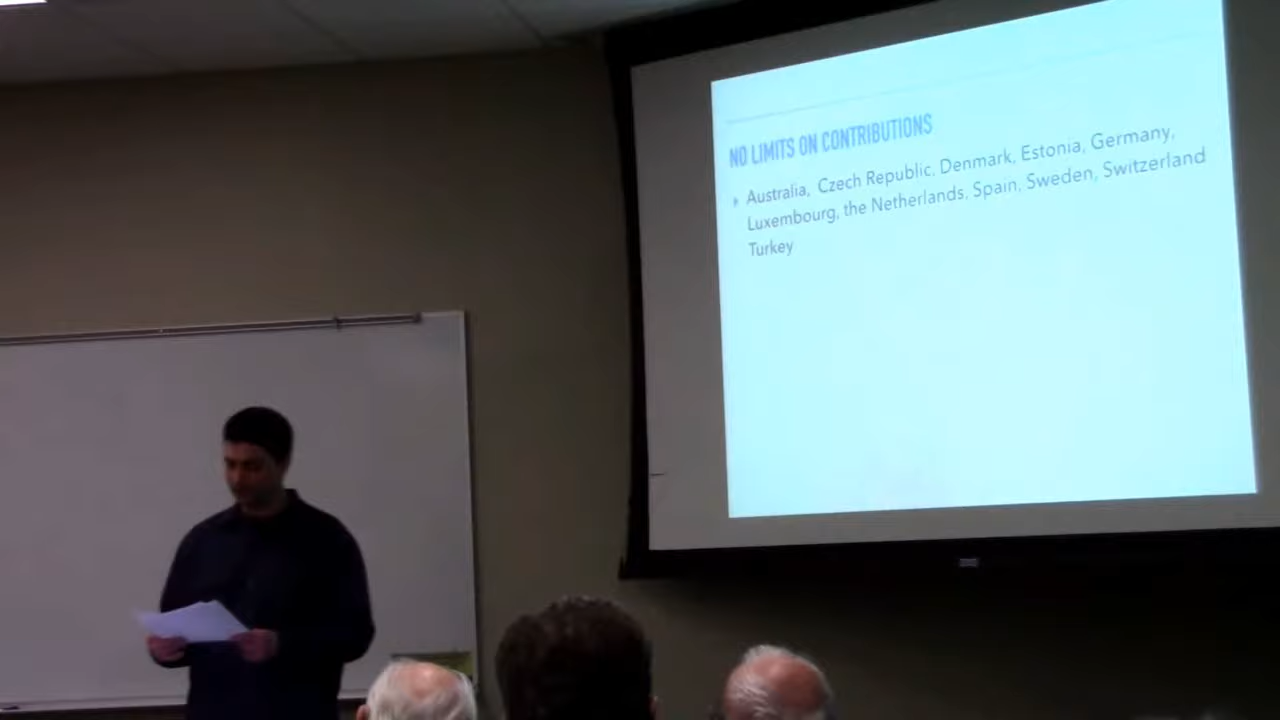 NO LIMITS ON CONTRIBUTIONS
Australia, Czech Republic, Denmark, Estonia, Germany,
Luxembourg, the Netherlands, Spain, Sweden, Switzerland
Turkey